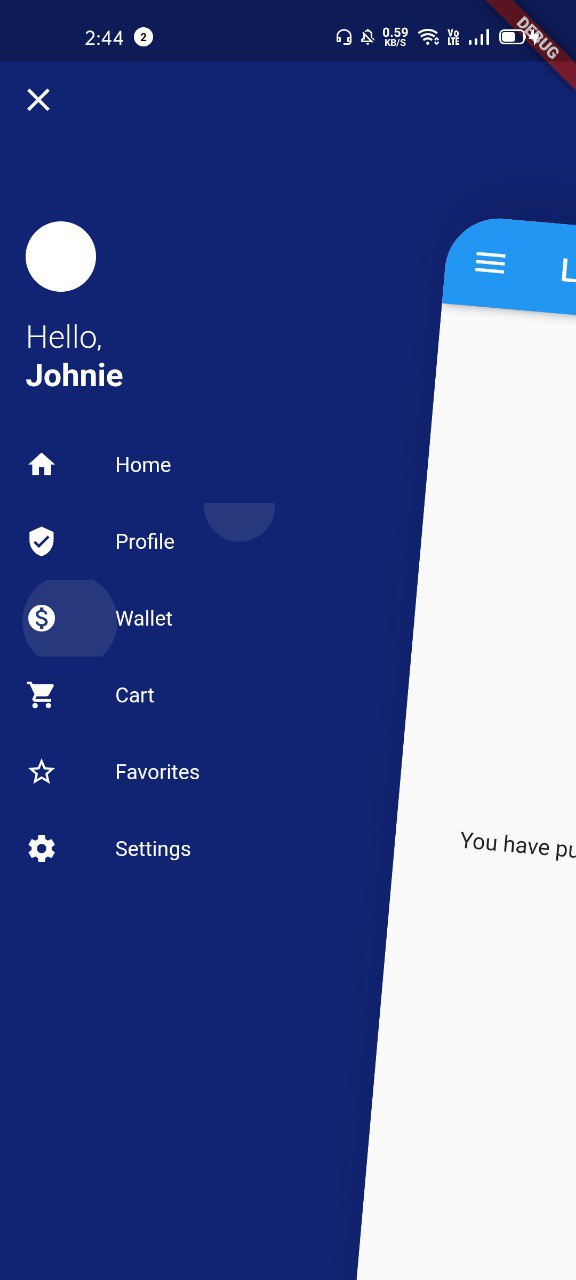 2:44 2 0.59 KB/S Vo LTE
DEBUG
Hello,
Johnie
Home
Profile
Wallet
Cart
Favorites
Settings
You have pu